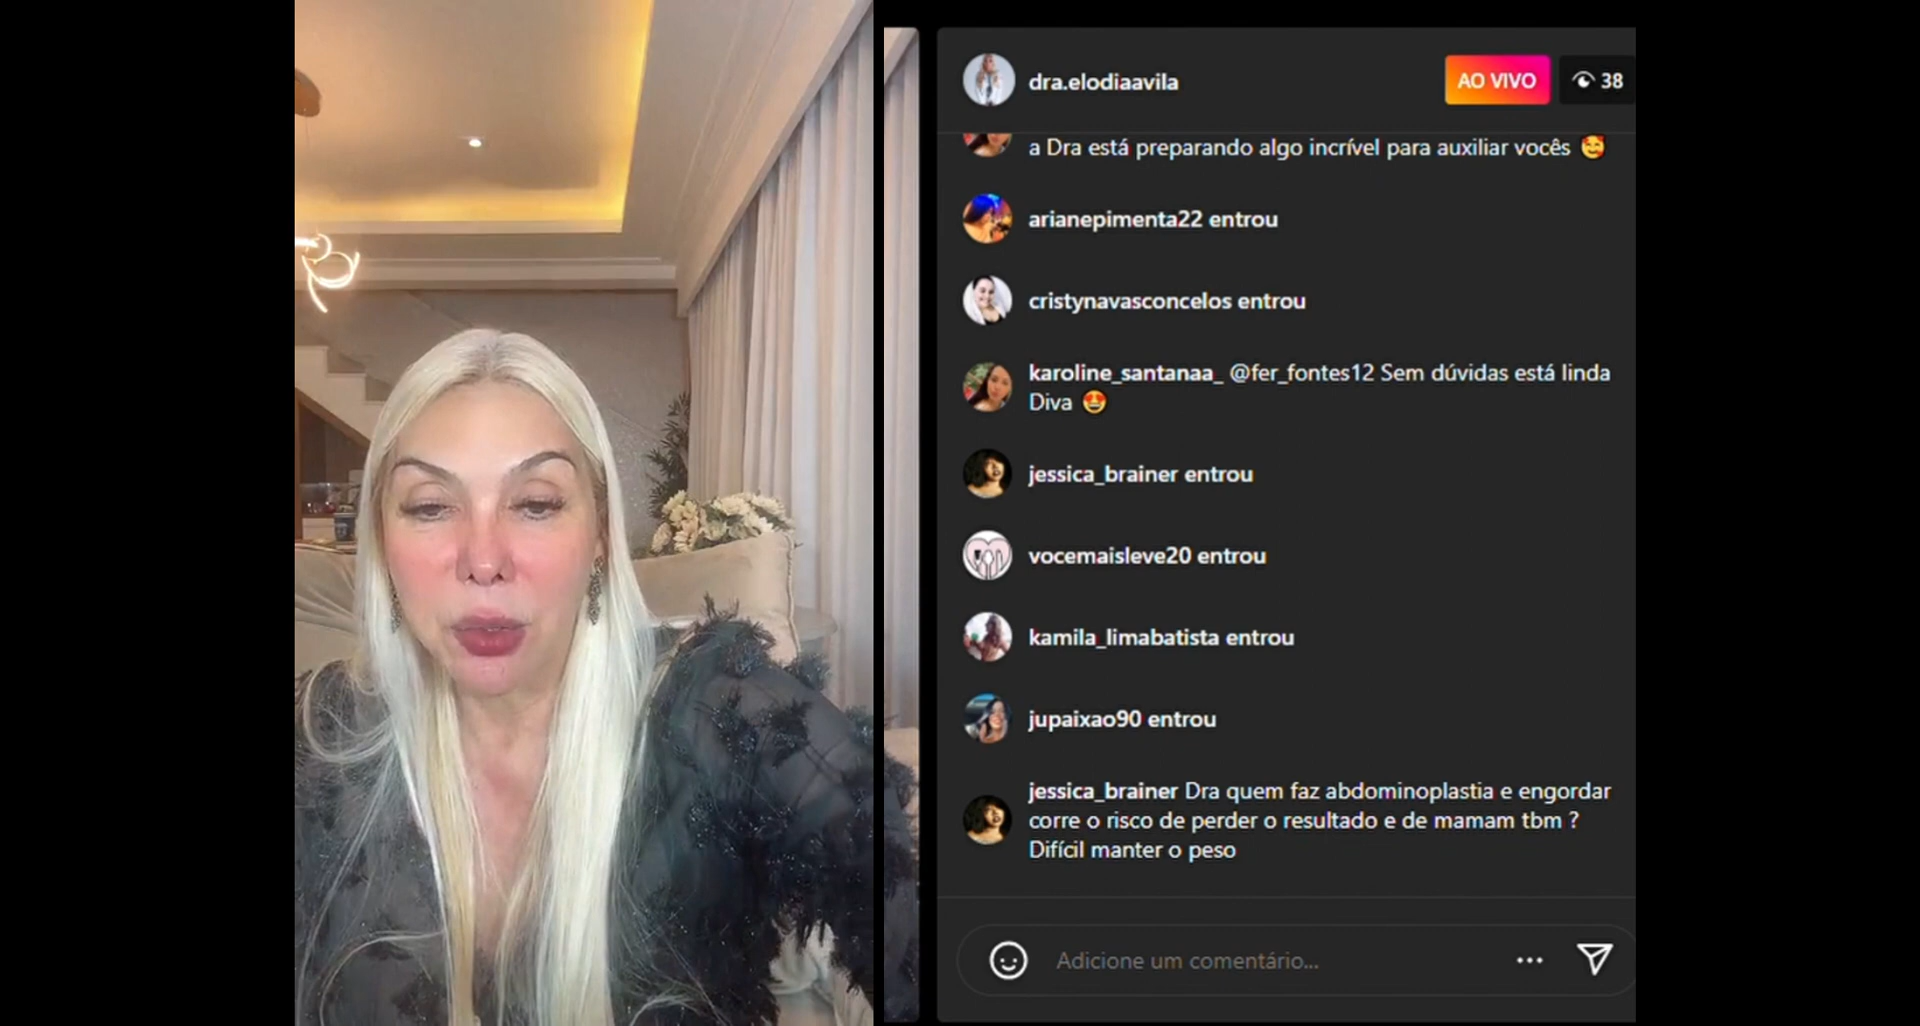 dra.elodiaavila
AO VIVO
38
a Dra está preparando algo incrível para auxiliar vocês 🥰
arianepimenta22 entrou
cristynavasconcelos entrou
karoline_santanaa_ @fer_fontes12 Sem dúvidas está linda
Diva 🤩
jessica_brainer entrou
vocemaisleve20 entrou
kamila_limabatista entrou
jupaixao90 entrou
jessica_brainer Dra quem faz abdominoplastia e engordar
corre o risco de perder o resultado e de mamam tbm ?
Difícil manter o peso
Adicione um comentário...